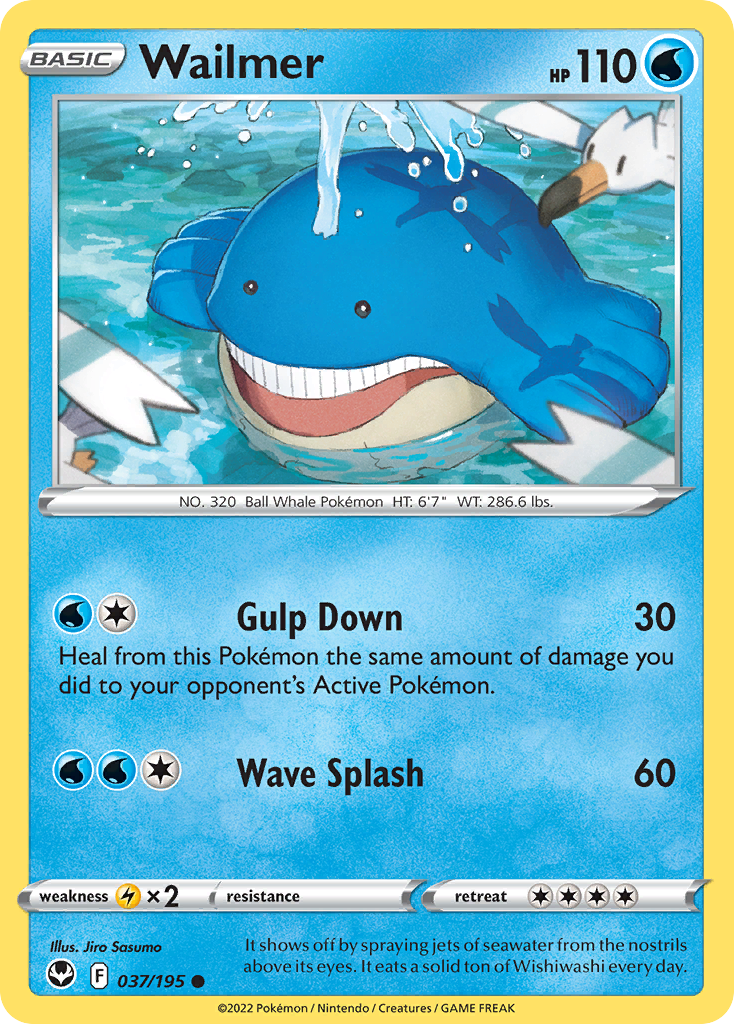 BASIC Wailmer HP 110
NO. 320 Ball Whale Pokémon HT: 6'7" WT: 286.6 lbs.
Gulp Down 30
Heal from this Pokémon the same amount of damage you
did to your opponent's Active Pokémon.
Wave Splash 60
weakness ×2 resistance retreat
Illus. Jiro Sasumo
It shows off by spraying jets of seawater from the nostrils
above its eyes. It eats a solid ton of Wishiwashi every day.
F 037/195
©2022 Pokémon / Nintendo / Creatures / GAME FREAK